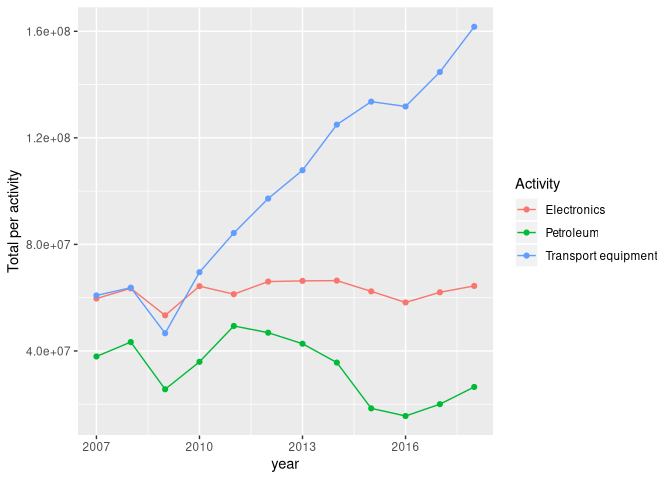 Total per activity
1.6e+08
1.2e+08
8.0e+07
4.0e+07
2007 2010 2013 2016
year
Activity
Electronics
Petroleum
Transport equipment